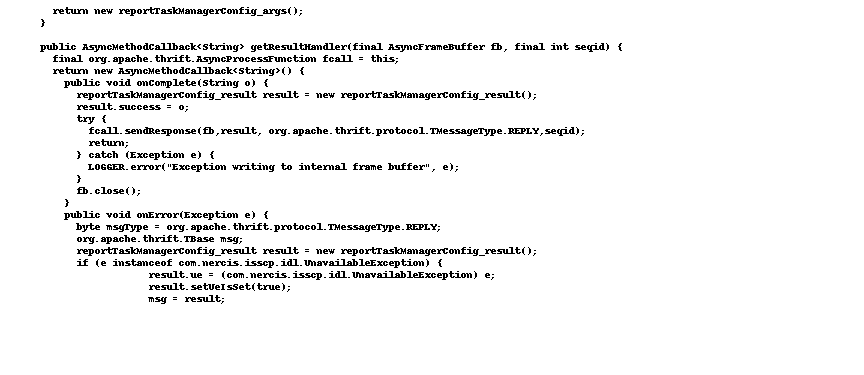 return new reportTaskManagerConfig_args();
}
public AsyncMethodCallback<String> getResultHandler(final AsyncFrameBuffer fb, final int seqid) {
final org.apache.thrift.AsyncProcessFunction fcall = this;
return new AsyncMethodCallback<String>() {
public void onComplete(String o) {
reportTaskManagerConfig_result result = new reportTaskManagerConfig_result();
result.success = o;
try {
fcall.sendResponse(fb,result, org.apache.thrift.protocol.TMessageType.REPLY,seqid);
return;
} catch (Exception e) {
LOGGER.error("Exception writing to internal frame buffer", e);
}
fb.close();
}
public void onError(Exception e) {
byte msgType = org.apache.thrift.protocol.TMessageType.REPLY;
org.apache.thrift.TBase msg;
reportTaskManagerConfig_result result = new reportTaskManagerConfig_result();
if (e instanceof com.nercis.isscp.idl.UnavailableException) {
result.ue = (com.nercis.isscp.idl.UnavailableException) e;
result.setUeIsSet(true);
msg = result;